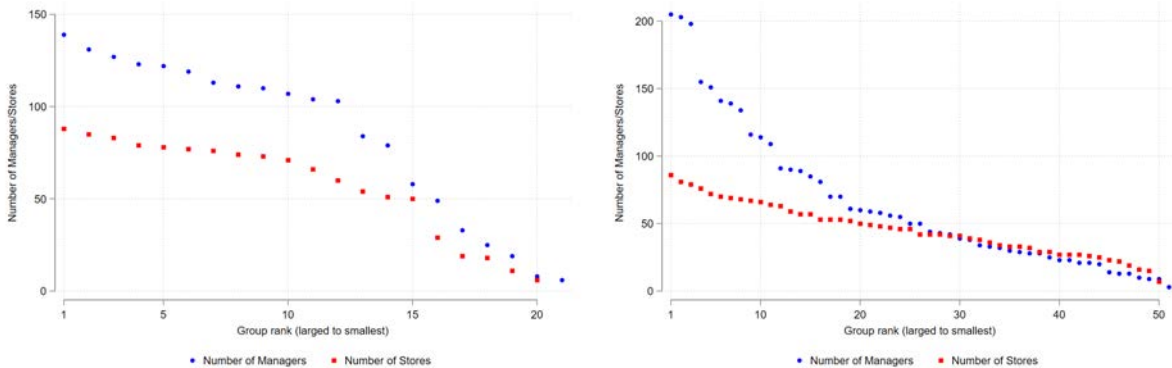 150
100
50
0
Number of Managers/Stores
1 5 10 15 20
Group rank (larged to smallest)
Number of Managers Number of Stores
200
150
100
50
0
Number of Managers/Stores
1 10 20 30 40 50
Group rank (larged to smallest)
Number of Managers Number of Stores